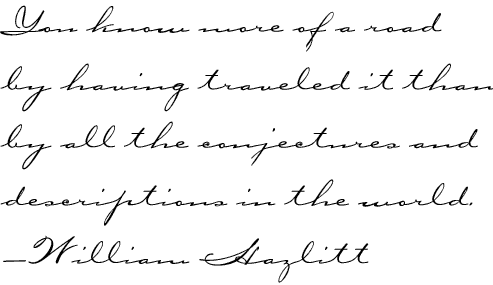 You know more of a road
by having traveled it than
by all the conjectures and
descriptions in the world.
—William Hazlitt